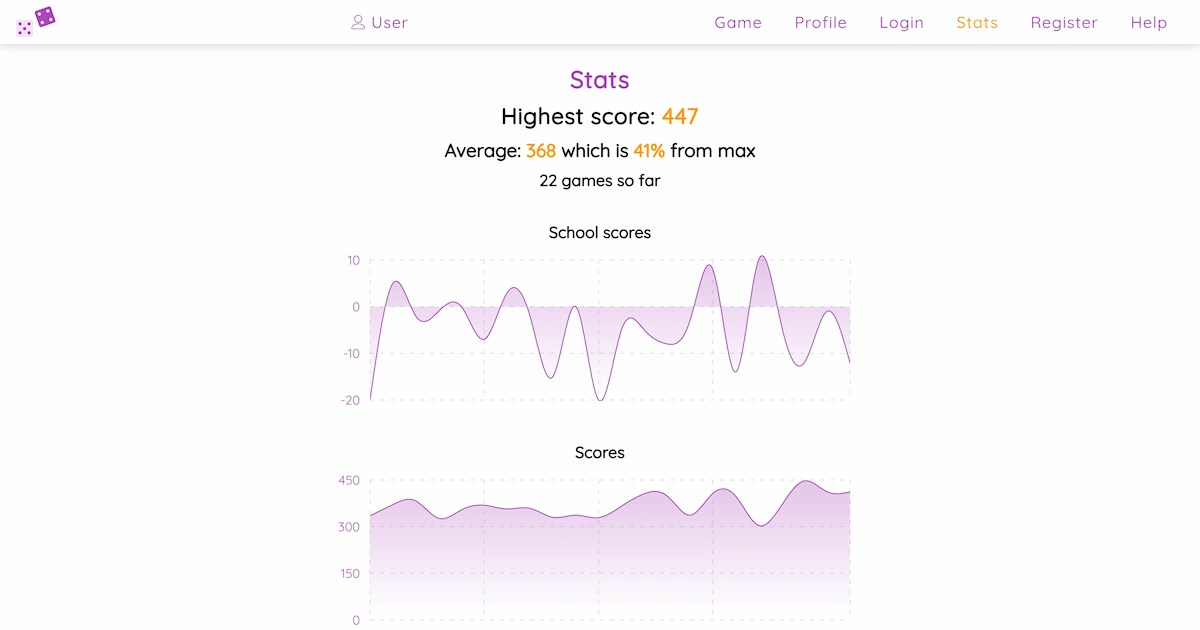 User
Game Profile Login Stats Register Help
Stats
Highest score: 447
Average: 368 which is 41% from max
22 games so far
School scores
10
0
-10
-20
Scores
450
300
150
0